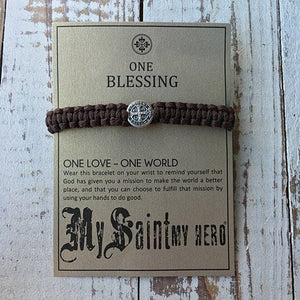 ONE
BLESSING
ONE LOVE – ONE WORLD
Wear this bracelet on your wrist to remind yourself that
God has given you a mission to make the world a better
place, and that you can choose to fulfill that mission by
using your hands to do good.
My Saint MY HERO®